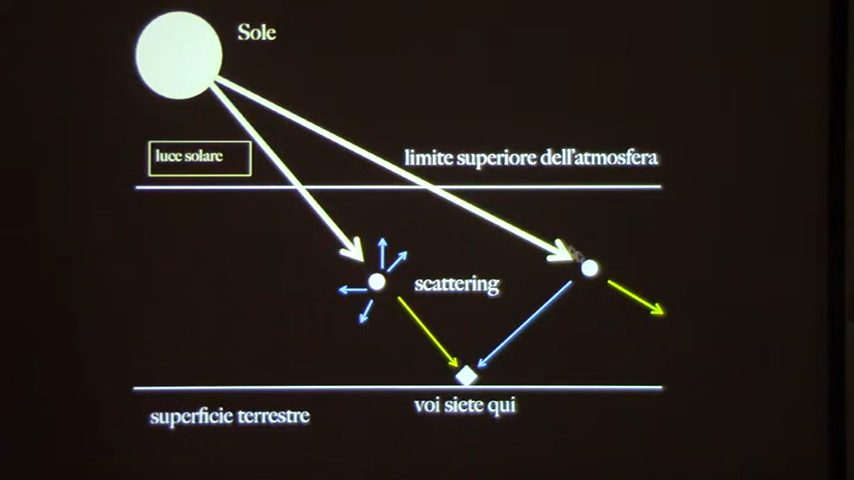 Sole
luce solare
limite superiore dell'atmosfera
scattering
voi siete qui
superficie terrestre